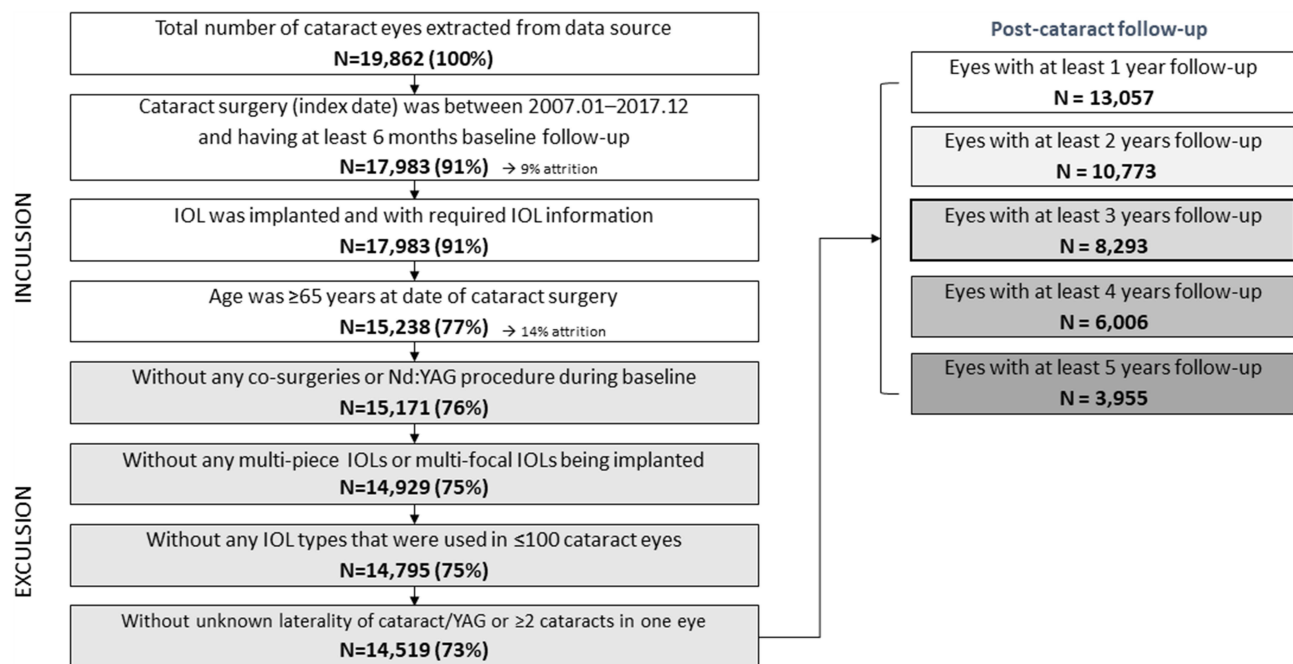 Total number of cataract eyes extracted from data source
N=19,862 (100%)
Cataract surgery (index date) was between 2007.01–2017.12
and having at least 6 months baseline follow-up
N=17,983 (91%) → 9% attrition
INCULSION
IOL was implanted and with required IOL information
N=17,983 (91%)
Age was ≥65 years at date of cataract surgery
N=15,238 (77%) → 14% attrition
Without any co-surgeries or Nd:YAG procedure during baseline
N=15,171 (76%)
EXCULSION
Without any multi-piece IOLs or multi-focal IOLs being implanted
N=14,929 (75%)
Without any IOL types that were used in ≤100 cataract eyes
N=14,795 (75%)
Without unknown laterality of cataract/YAG or ≥2 cataracts in one eye
N=14,519 (73%)
Post-cataract follow-up
Eyes with at least 1 year follow-up
N = 13,057
Eyes with at least 2 years follow-up
N = 10,773
Eyes with at least 3 years follow-up
N = 8,293
Eyes with at least 4 years follow-up
N = 6,006
Eyes with at least 5 years follow-up
N = 3,955